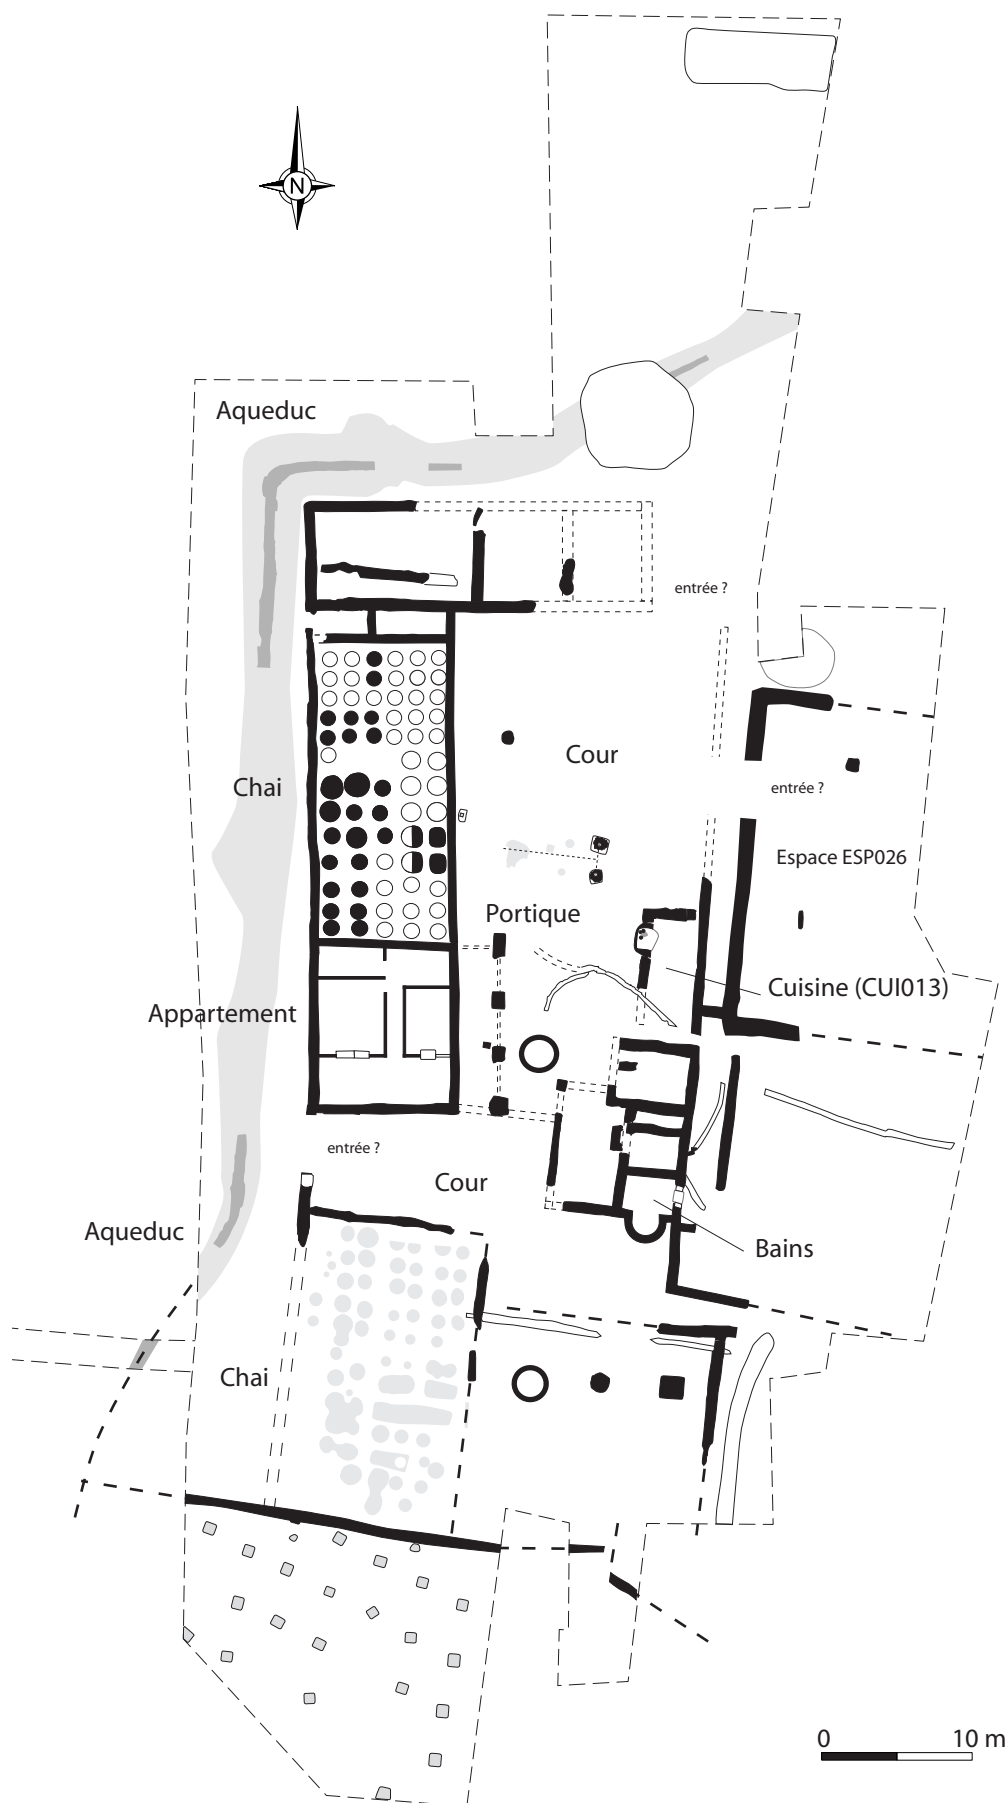 N
Aqueduc
entrée ?
Cour
Chai
entrée ?
Espace ESP026
Portique
Cuisine (CUI013)
Appartement
entrée ?
Cour
Aqueduc
Bains
Chai
0 10 m